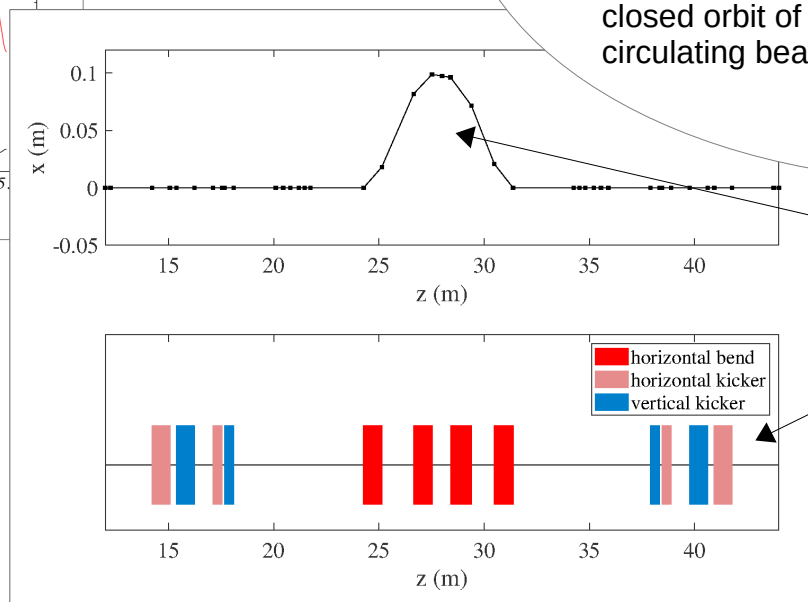 closed orbit of
circulating bea
0.1
0.05
0
-0.05
x (m)
15 20 25 30 35 40
z (m)
5.
horizontal bend
horizontal kicker
vertical kicker
15 20 25 30 35 40
z (m)